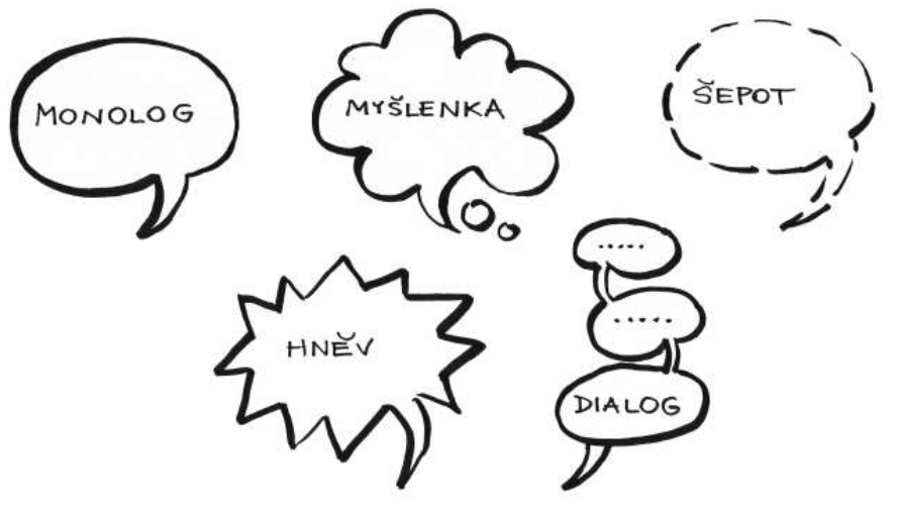 MONOLOG
MYŠLENKA
ŠEPOT
HNĚV
.....
.....
DIALOG